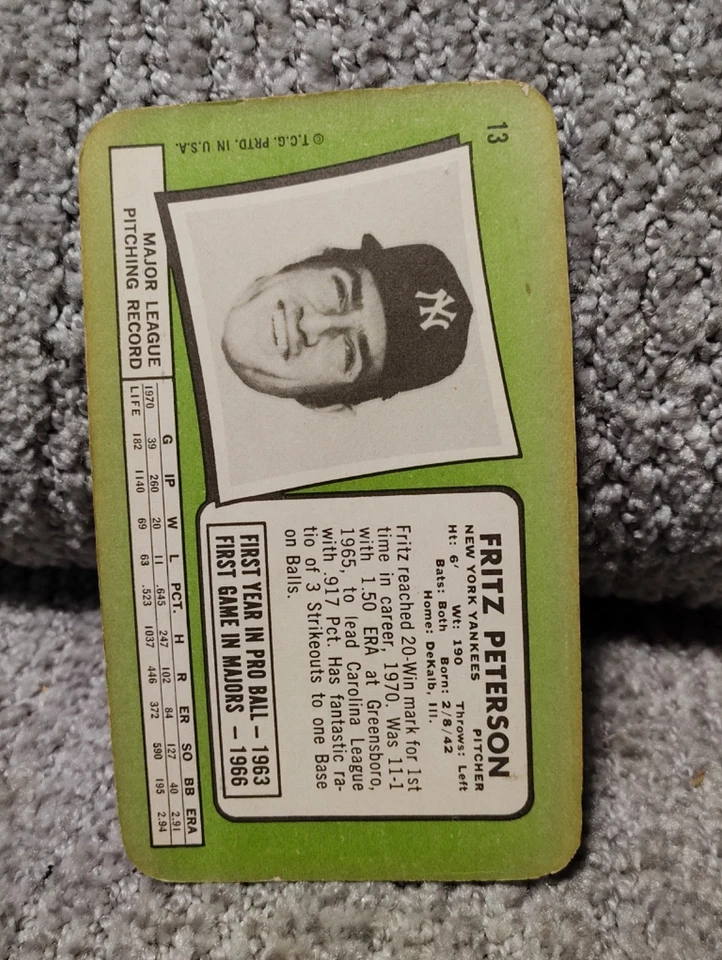 13
NY
© T.C.G. PRTD. IN U.S.A.
FRITZ PETERSON
PITCHER
NEW YORK YANKEES
Ht: 6' Wt: 190 Throws: Left
Bats: Both Born: 2/8/42
Home: DeKalb, Ill.
Fritz reached 20-Win mark for 1st
time in career, 1970. Was 11-1
with 1.50 ERA at Greensboro,
1965, to lead Carolina League
with .917 Pct. Has fantastic ra-
tio of 3 Strikeouts to one Base
on Balls.
FIRST YEAR IN PRO BALL — 1963
FIRST GAME IN MAJORS — 1966
MAJOR LEAGUE
PITCHING RECORD
G IP W L PCT. H R ER SO BB ERA
1970 39 260 20 11 .645 247 102 84 127 40 2.91
LIFE 182 1140 69 63 .523 1037 446 372 590 195 2.94